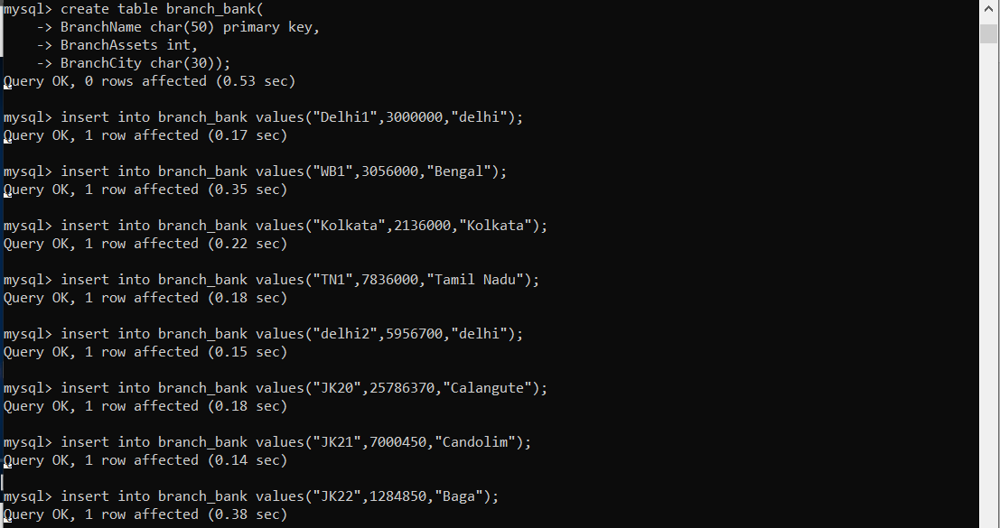 mysql> create table branch_bank(
    -> BranchName char(50) primary key,
    -> BranchAssets int,
    -> BranchCity char(30));
Query OK, 0 rows affected (0.53 sec)

mysql> insert into branch_bank values("Delhi1",3000000,"delhi");
Query OK, 1 row affected (0.17 sec)

mysql> insert into branch_bank values("WB1",3056000,"Bengal");
Query OK, 1 row affected (0.35 sec)

mysql> insert into branch_bank values("Kolkata",2136000,"Kolkata");
Query OK, 1 row affected (0.22 sec)

mysql> insert into branch_bank values("TN1",7836000,"Tamil Nadu");
Query OK, 1 row affected (0.18 sec)

mysql> insert into branch_bank values("delhi2",5956700,"delhi");
Query OK, 1 row affected (0.15 sec)

mysql> insert into branch_bank values("JK20",25786370,"Calangute");
Query OK, 1 row affected (0.18 sec)

mysql> insert into branch_bank values("JK21",7000450,"Candolim");
Query OK, 1 row affected (0.14 sec)

mysql> insert into branch_bank values("JK22",1284850,"Baga");
Query OK, 1 row affected (0.38 sec)